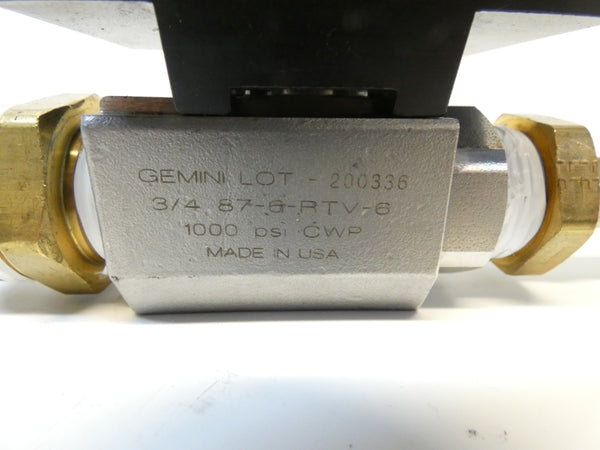 GEMINI LOT - 200336
3/4 87-6-RTV-6
1000 psi CWP
MADE IN USA